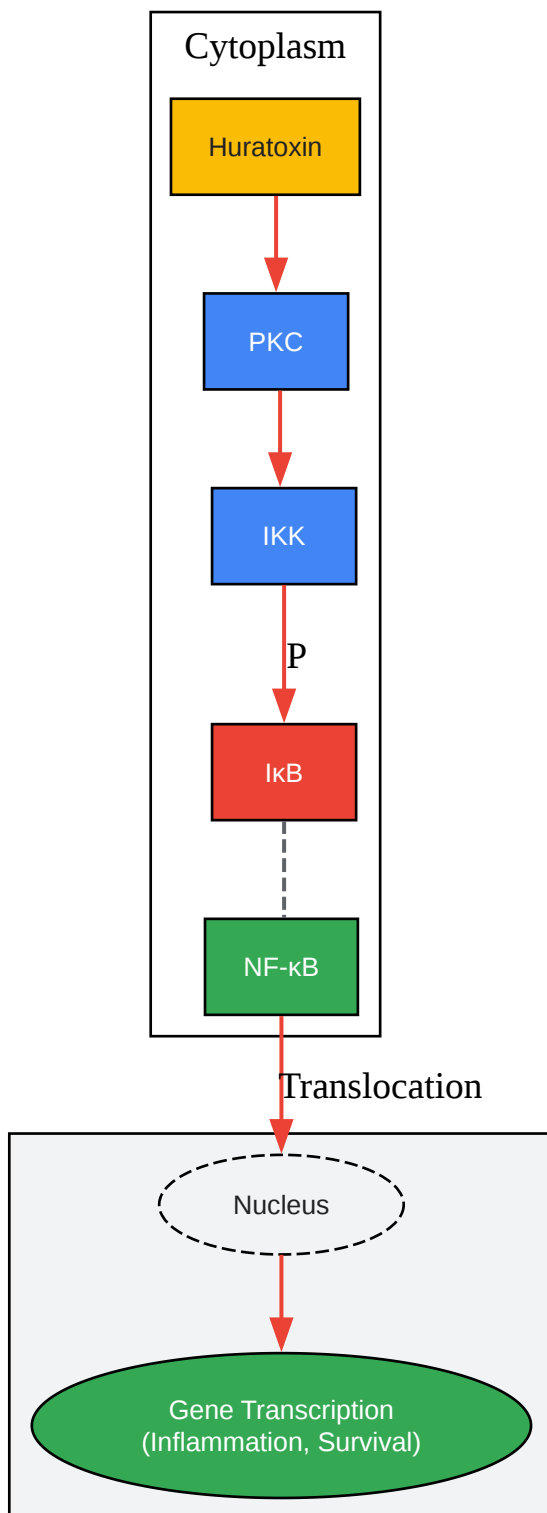 Cytoplasm
Huratoxin
PKC
IKK
P
IκB
NF-κB
Translocation
Nucleus
Gene Transcription
(Inflammation, Survival)